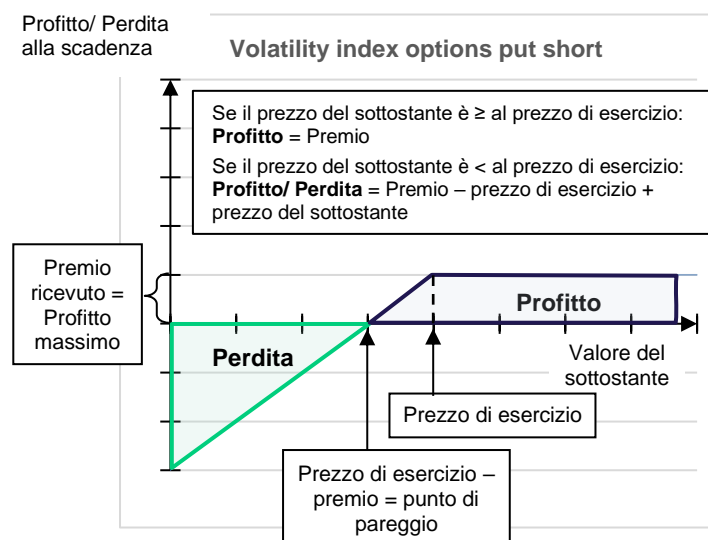 Profitto/ Perdita
alla scadenza
Volatility index options put short
Se il prezzo del sottostante è ≥ al prezzo di esercizio:
Profitto = Premio
Se il prezzo del sottostante è < al prezzo di esercizio:
Profitto/ Perdita = Premio – prezzo di esercizio +
prezzo del sottostante
Premio
ricevuto =
Profitto
massimo
Profitto
Perdita
Valore del
sottostante
Prezzo di esercizio
Prezzo di esercizio –
premio = punto di
pareggio